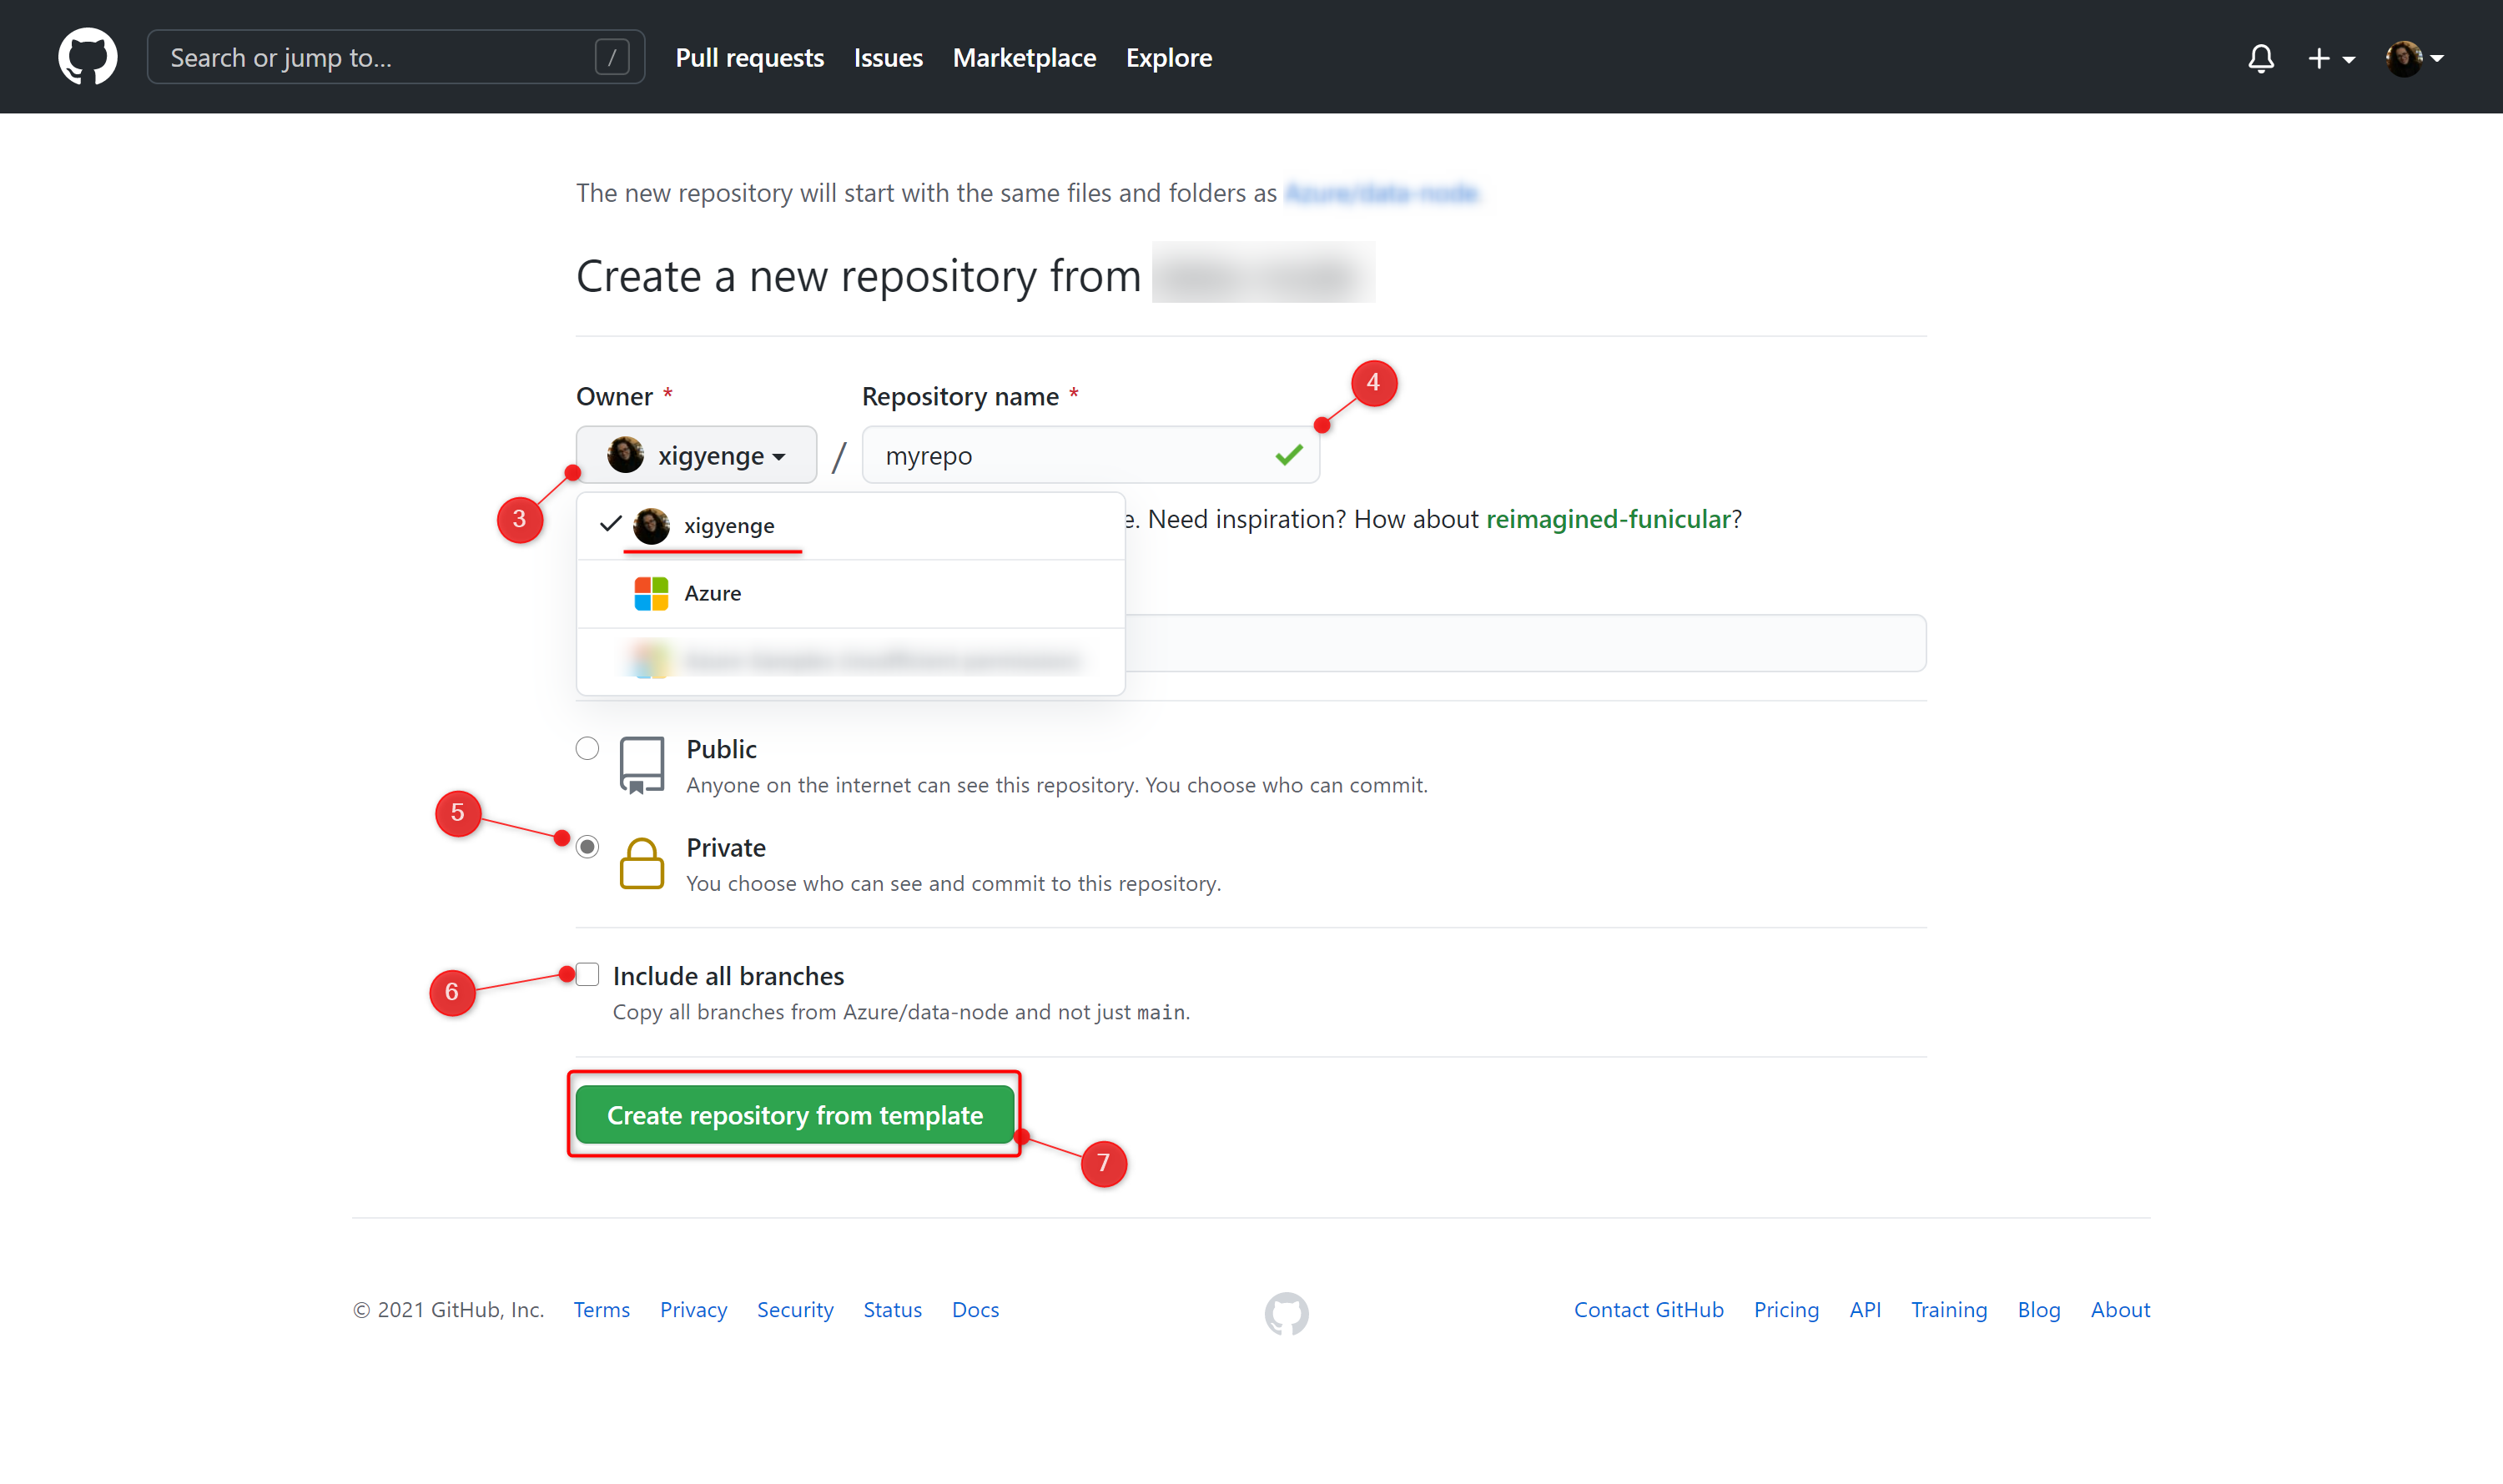 Search or jump to... /
Pull requests Issues Marketplace Explore
The new repository will start with the same files and folders as Azure/data-node.
Create a new repository from
Owner * Repository name *
4
xigyenge / myrepo
3
e. Need inspiration? How about reimagined-funicular?
xigyenge
Azure
Public
Anyone on the internet can see this repository. You choose who can commit.
5
Private
You choose who can see and commit to this repository.
6
Include all branches
Copy all branches from Azure/data-node and not just main.
Create repository from template
7
© 2021 GitHub, Inc. Terms Privacy Security Status Docs Contact GitHub Pricing API Training Blog About